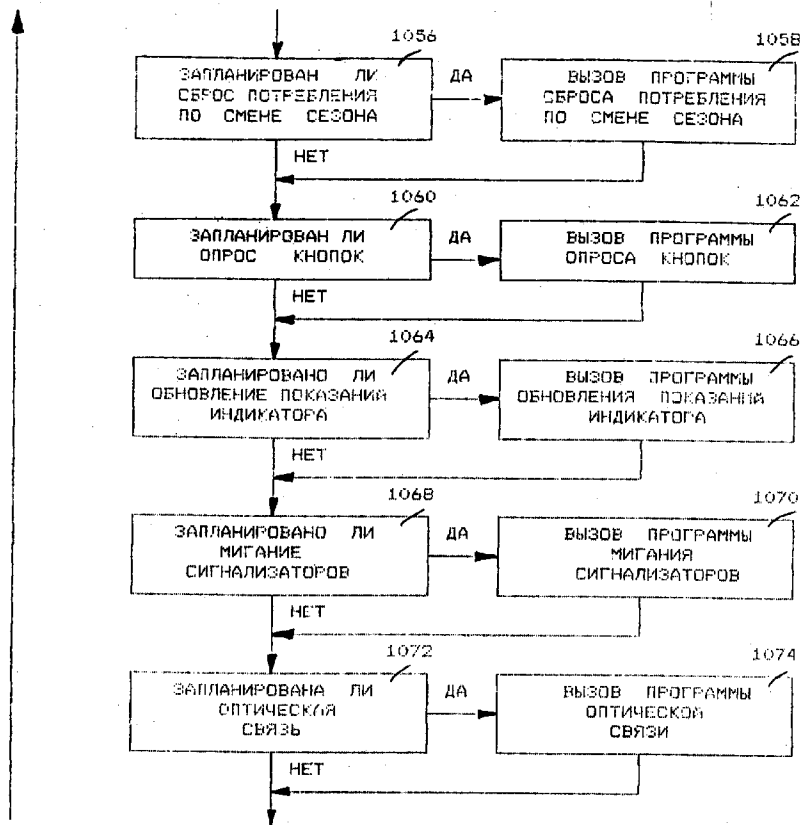 1056
ЗАПЛАНИРОВАН ЛИ
СБРОС ПОТРЕБЛЕНИЯ
ПО СМЕНЕ СЕЗОНА
ДА
1058
ВЫЗОВ ПРОГРАММЫ
СБРОСА ПОТРЕБЛЕНИЯ
ПО СМЕНЕ СЕЗОНА
НЕТ
1060
ЗАПЛАНИРОВАН ЛИ
ОПРОС КНОПОК
ДА
1062
ВЫЗОВ ПРОГРАММЫ
ОПРОСА КНОПОК
НЕТ
1064
ЗАПЛАНИРОВАНО ЛИ
ОБНОВЛЕНИЕ ПОКАЗАНИЙ
ИНДИКАТОРА
ДА
1066
ВЫЗОВ ПРОГРАММЫ
ОБНОВЛЕНИЯ ПОКАЗАНИЙ
ИНДИКАТОРА
НЕТ
1068
ЗАПЛАНИРОВАНО ЛИ
МИГАНИЕ
СИГНАЛИЗАТОРОВ
ДА
1070
ВЫЗОВ ПРОГРАММЫ
МИГАНИЯ
СИГНАЛИЗАТОРОВ
НЕТ
1072
ЗАПЛАНИРОВАНА ЛИ
ОПТИЧЕСКАЯ
СВЯЗЬ
ДА
1074
ВЫЗОВ ПРОГРАММЫ
ОПТИЧЕСКОЙ
СВЯЗИ
НЕТ